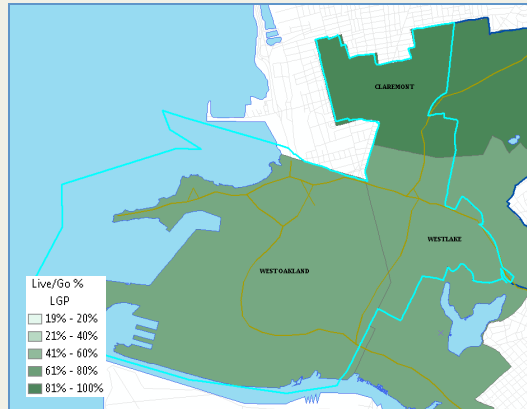 CLAREMONT
WESTLAKE
WEST OAKLAND
Live/Go %
LGP
19% - 20%
21% - 40%
41% - 60%
61% - 80%
81% - 100%